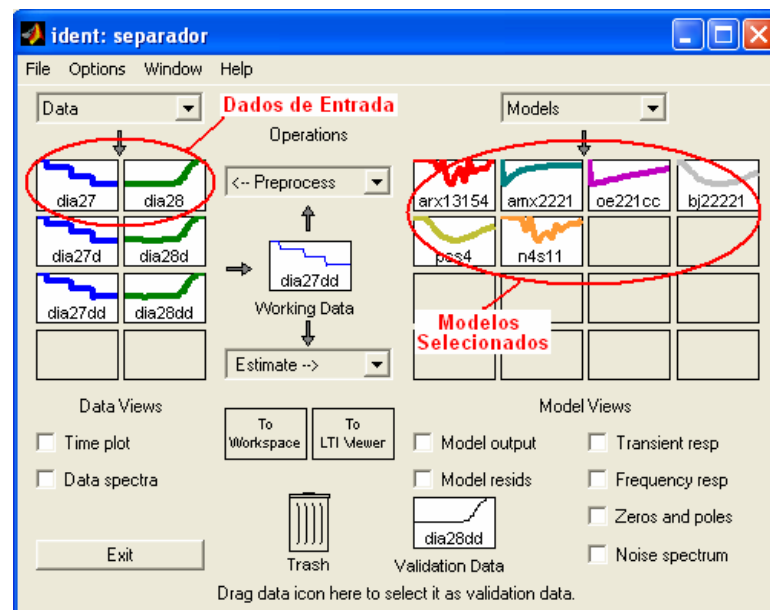 ident: separador
File Options Window Help
Data
Dados de Entrada
Models
Operations
dia27
dia28
<-- Preprocess
arx13154
amx2221
oe221cc
bj22221
dia27d
dia28d
pss4
n4s11
dia27dd
dia28dd
dia27dd
Working Data
Modelos
Selecionados
Estimate -->
Data Views
Model Views
To
Workspace
To
LTI Viewer
Time plot
Model output
Transient resp
Data spectra
Model resids
Frequency resp
Zeros and poles
dia28dd
Exit
Trash
Validation Data
Noise spectrum
Drag data icon here to select it as validation data.